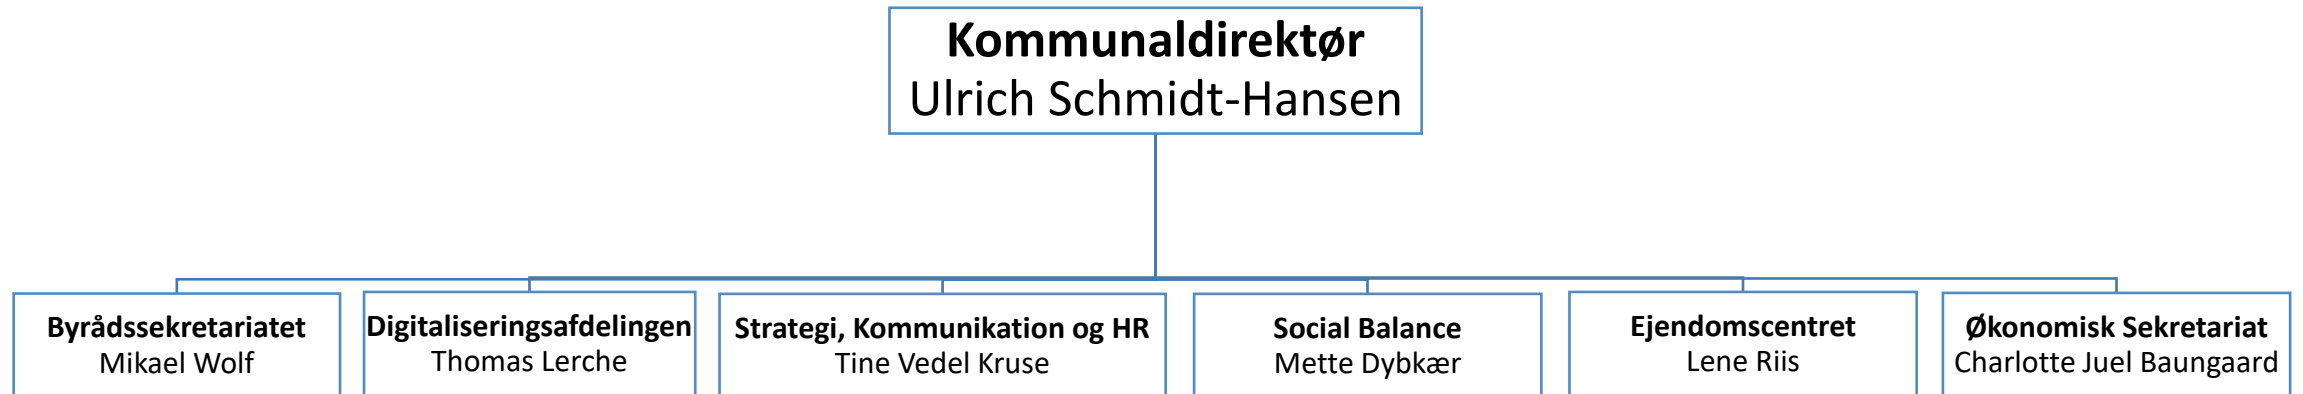 Kommunaldirektør
Ulrich Schmidt-Hansen
Byrådssekretariatet
Mikael Wolf
Digitaliseringsafdelingen
Thomas Lerche
Strategi, Kommunikation og HR
Tine Vedel Kruse
Social Balance
Mette Dybkær
Ejendomscentret
Lene Riis
Økonomisk Sekretariat
Charlotte Juel Baungaard